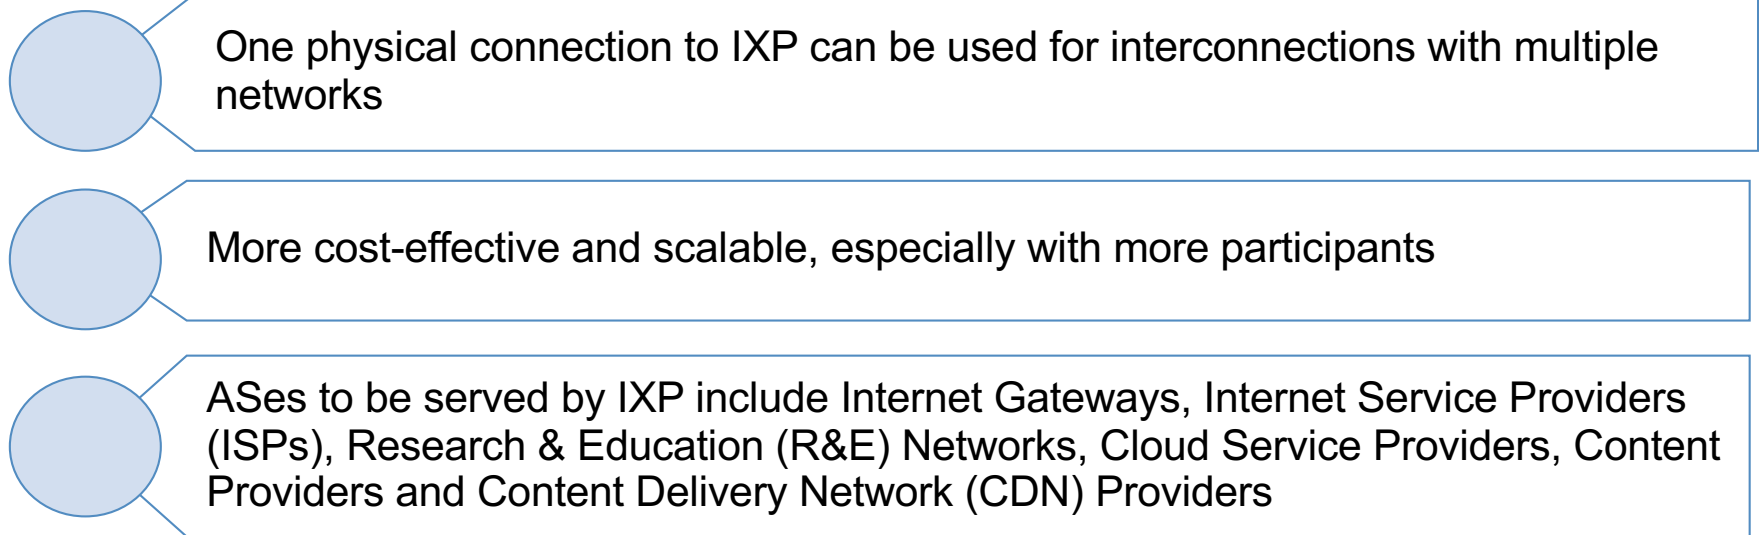 One physical connection to IXP can be used for interconnections with multiple
networks
More cost-effective and scalable, especially with more participants
ASes to be served by IXP include Internet Gateways, Internet Service Providers
(ISPs), Research & Education (R&E) Networks, Cloud Service Providers, Content
Providers and Content Delivery Network (CDN) Providers